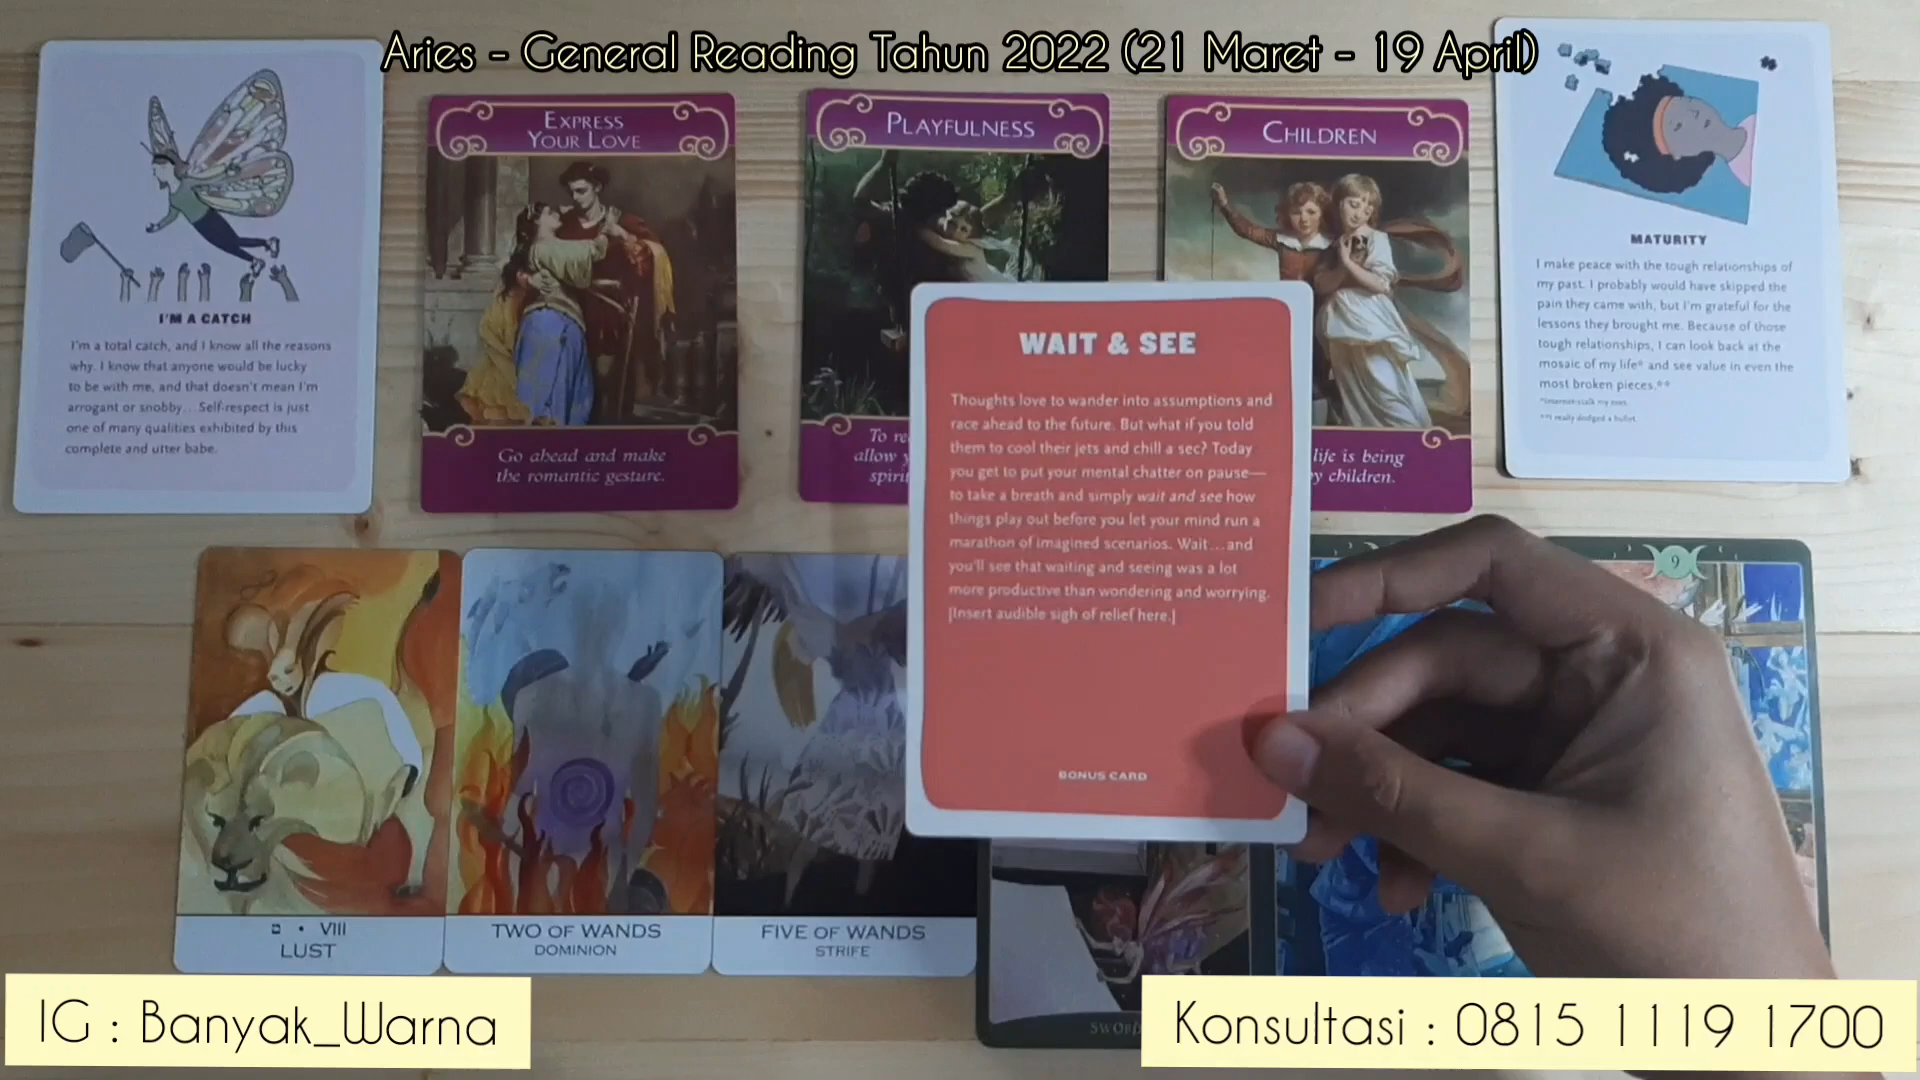 Aries - General Reading Tahun 2022 (21 Maret - 19 April)
I'M A CATCH
I'm a total catch, and I know all the reasons
why. I know that anyone would be lucky
to be with me, and that doesn't mean I'm
arrogant or snobby... Self-respect is just
one of many qualities exhibited by this
complete and utter babe.
EXPRESS
YOUR LOVE
Go ahead and make
the romantic gesture.
PLAYFULNESS
To
allow
CHILDREN
life is being
children.
MATURITY
I make peace with the tough relationships of
my past. I probably would have skipped the
pain they came with, but I'm grateful for the
lessons they brought me. Because of those
tough relationships, I can look back at the
mosaic of my life* and see value in even the
most broken pieces.**
**I really dodged a bullet.
WAIT & SEE
Thoughts love to wander into assumptions and
race ahead to the future. But what if you told
them to cool their jets and chill a sec? Today
you get to put your mental chatter on pause—
to take a breath and simply wait and see how
things play out before you let your mind run a
marathon of imagined scenarios. Wait...and
you'll see that waiting and seeing was a lot
more productive than wondering and worrying.
[Insert audible sigh of relief here.]
BONUS CARD
VIII
LUST
TWO OF WANDS
DOMINION
FIVE OF WANDS
STRIFE
9
IG : Banyak_Warna
Konsultasi : 0815 1119 1700